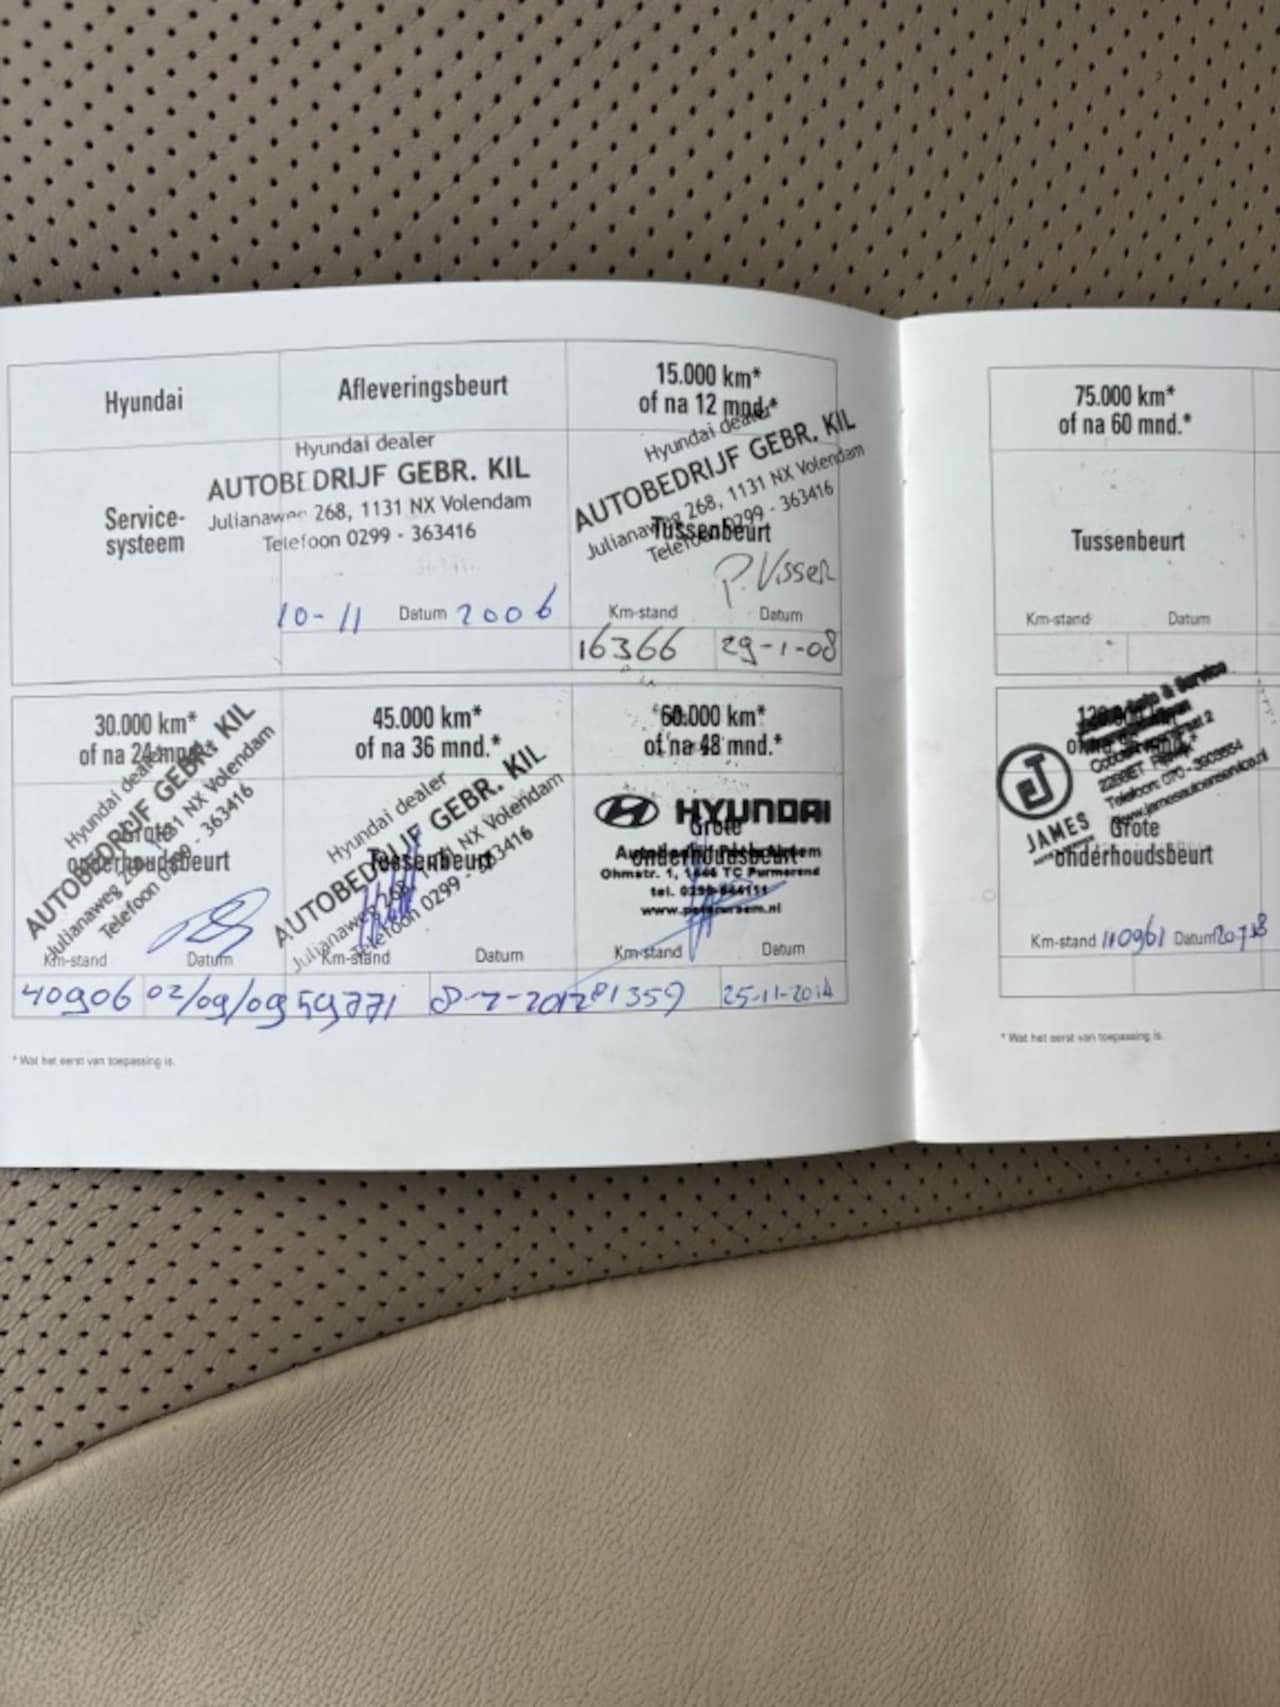 Hyundai
Afleveringsbeurt
15.000 km*
of na 12 mnd.*
Service-
systeem
Hyundai dealer
AUTOBEDRIJF GEBR. KIL
Julianaweg 268, 1131 NX Volendam
Telefoon 0299 - 363416
10-11 Datum 2006
Hyundai dealer
AUTOBEDRIJF GEBR. KIL
Julianaweg 268, 1131 NX Volendam
Telefoon 0299 - 363416
Tussenbeurt
P. Visser
Km-stand Datum
16366 29-1-08
30.000 km*
of na 24 mnd.*
Hyundai dealer
AUTOBEDRIJF GEBR. KIL
Julianaweg 268, 1131 NX Volendam
Telefoon 0299 - 363416
Grote
onderhoudsbeurt
Km-stand Datum
40906 02/09/09
45.000 km*
of na 36 mnd.*
Hyundai dealer
AUTOBEDRIJF GEBR. KIL
Julianaweg 268, 1131 NX Volendam
Telefoon 0299 - 363416
Tussenbeurt
Km-stand Datum
59771
60.000 km*
of na 48 mnd.*
HYUNDAI
Grote
onderhoudsbeurt
Ohmstr. 1, TC Purmerend
tel. 0299
Km-stand Datum
81359 25-11-2014
* Wat het eerst van toepassing is.
75.000 km*
of na 60 mnd.*
Tussenbeurt
Km-stand Datum
JAMES
Telefoon: 070 -
Grote
onderhoudsbeurt
Km-stand 110961 Datum
* Wat het eerst van toepassing is.